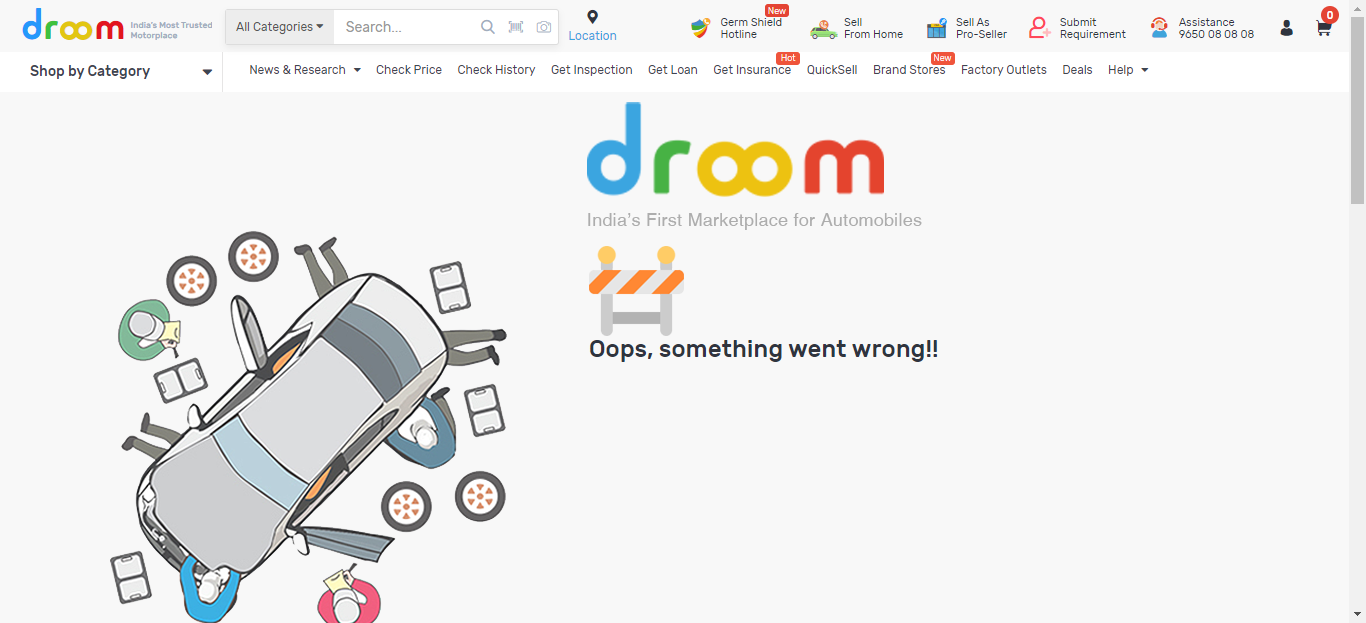 droom
India's Most Trusted
Motorplace
All Categories
Search...
Location
New
Germ Shield
Hotline
Sell
From Home
Sell As
Pro-Seller
Submit
Requirement
Assistance
9650 08 08 08
0
Shop by Category
News & Research
Check Price
Check History
Get Inspection
Get Loan
Get Insurance
Hot
QuickSell
Brand Stores
New
Factory Outlets
Deals
Help
droom
India's First Marketplace for Automobiles
Oops, something went wrong!!